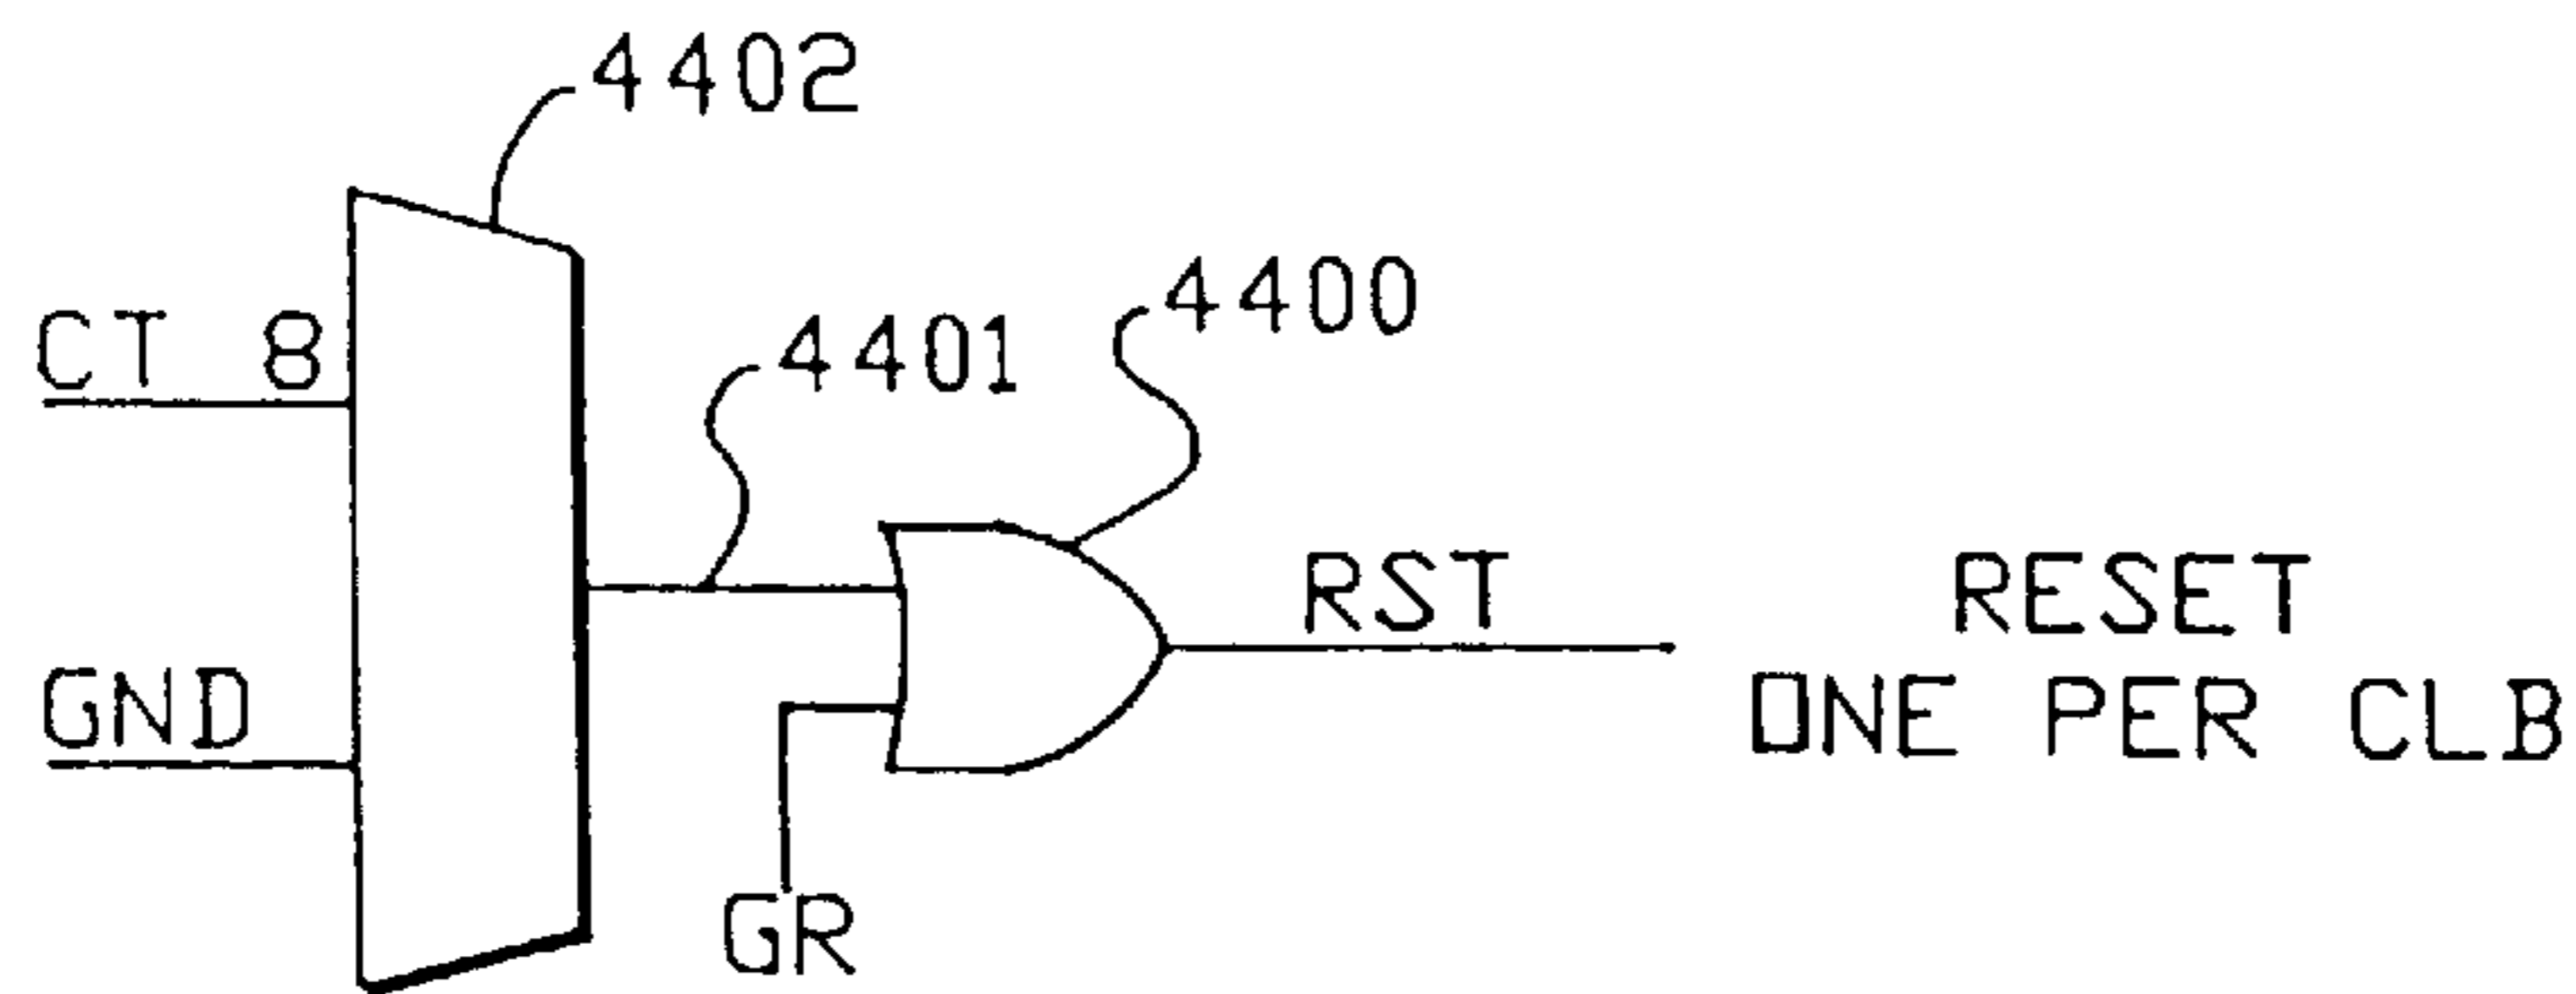 4402
4400
CT 8
4401
RST
RESET
ONE PER CLB
GND
GR